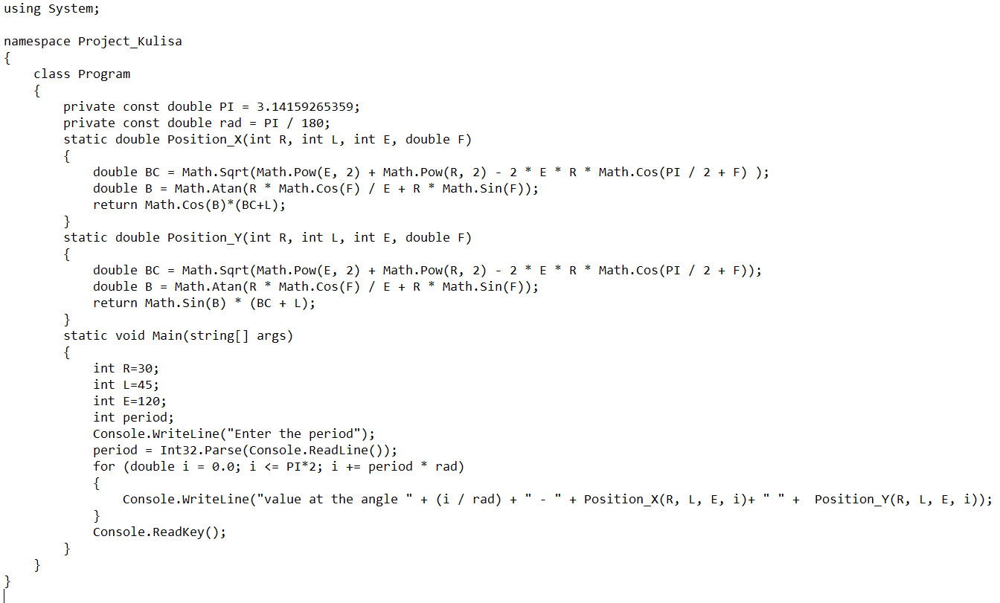 using System;

namespace Project_Kulisa
{
    class Program
    {
        private const double PI = 3.14159265359;
        private const double rad = PI / 180;
        static double Position_X(int R, int L, int E, double F)
        {
            double BC = Math.Sqrt(Math.Pow(E, 2) + Math.Pow(R, 2) - 2 * E * R * Math.Cos(PI / 2 + F) );
            double B = Math.Atan(R * Math.Cos(F) / E + R * Math.Sin(F));
            return Math.Cos(B)*(BC+L);
        }
        static double Position_Y(int R, int L, int E, double F)
        {
            double BC = Math.Sqrt(Math.Pow(E, 2) + Math.Pow(R, 2) - 2 * E * R * Math.Cos(PI / 2 + F));
            double B = Math.Atan(R * Math.Cos(F) / E + R * Math.Sin(F));
            return Math.Sin(B) * (BC + L);
        }
        static void Main(string[] args)
        {
            int R=30;
            int L=45;
            int E=120;
            int period;
            Console.WriteLine("Enter the period");
            period = Int32.Parse(Console.ReadLine());
            for (double i = 0.0; i <= PI*2; i += period * rad)
            {
                Console.WriteLine("value at the angle " + (i / rad) + " - " + Position_X(R, L, E, i)+ " " +  Position_Y(R, L, E, i));
            }
            Console.ReadKey();
        }
    }
}